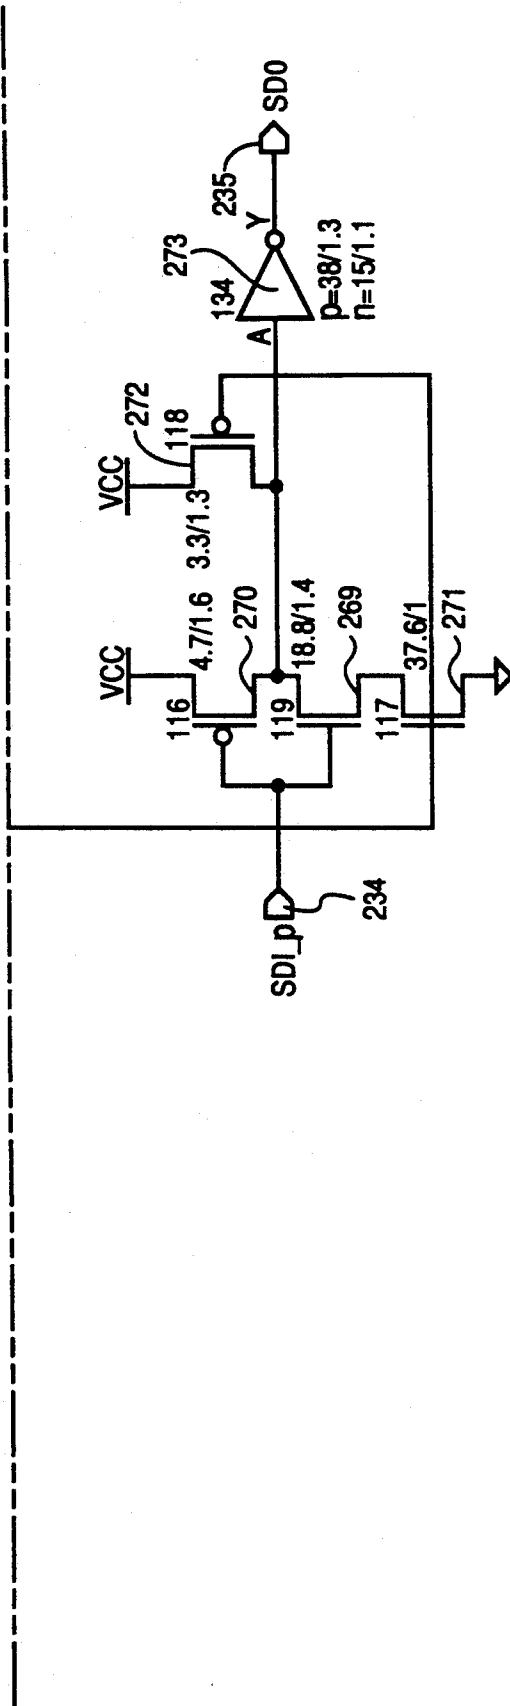 SDI_p
234
VCC
116
4.7/1.6
270
119
18.8/1.4
269
117
37.6/1
271
VCC
272
118
3.3/1.3
A
134
273
Y
p=38/1.3
n=15/1.1
235
SDO